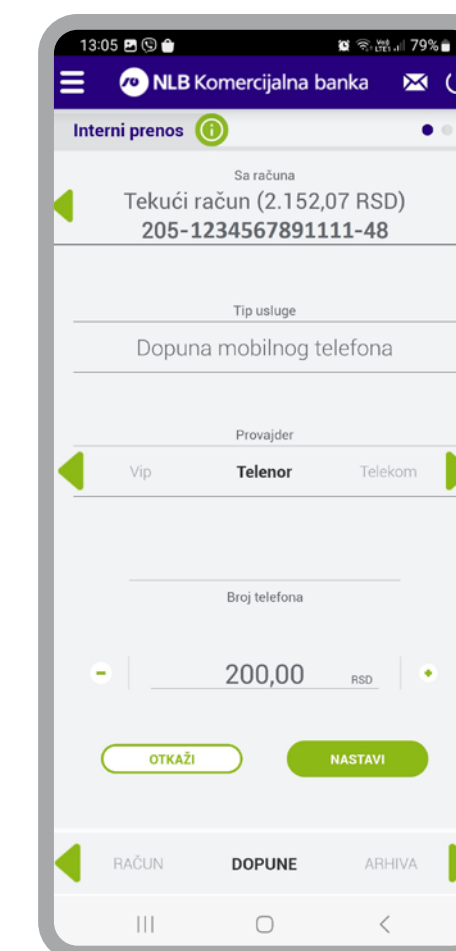 13:05 79%
NLB Komercijalna banka
Interni prenos
Sa računa
Tekući račun (2.152,07 RSD)
205-1234567891111-48
Tip usluge
Dopuna mobilnog telefona
Provajder
Vip Telenor Telekom
Broj telefona
- 200,00 RSD +
OTKAŽI NASTAVI
RAČUN DOPUNE ARHIVA